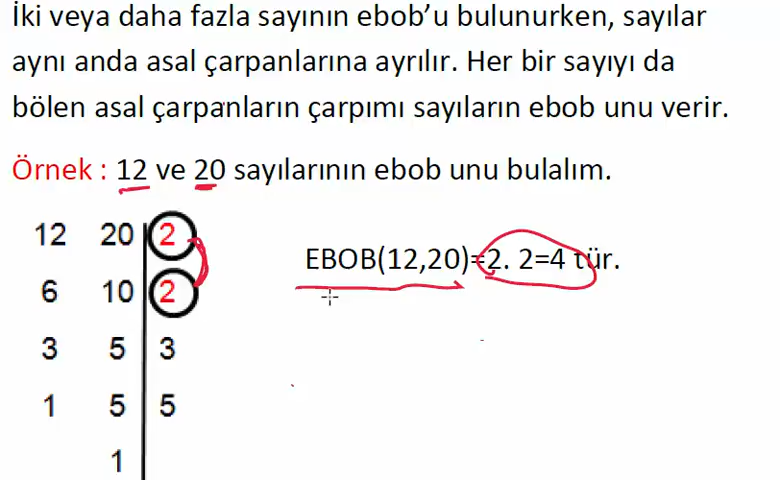 İki veya daha fazla sayının ebob’u bulunurken, sayılar
aynı anda asal çarpanlarına ayrılır. Her bir sayıyı da
bölen asal çarpanların çarpımı sayıların ebob unu verir.
Örnek : 12 ve 20 sayılarının ebob unu bulalım.
12 20 2
EBOB(12,20)=2. 2=4 tür.
6 10 2
3 5 3
1 5 5
1